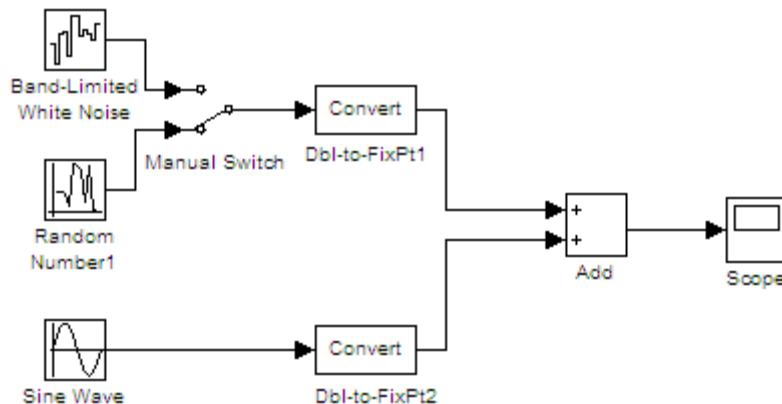 Band-Limited
White Noise
Manual Switch
Convert
Dbl-to-FixPt1
Random
Number1
+
+
Add
Scope
Sine Wave
Convert
Dbl-to-FixPt2